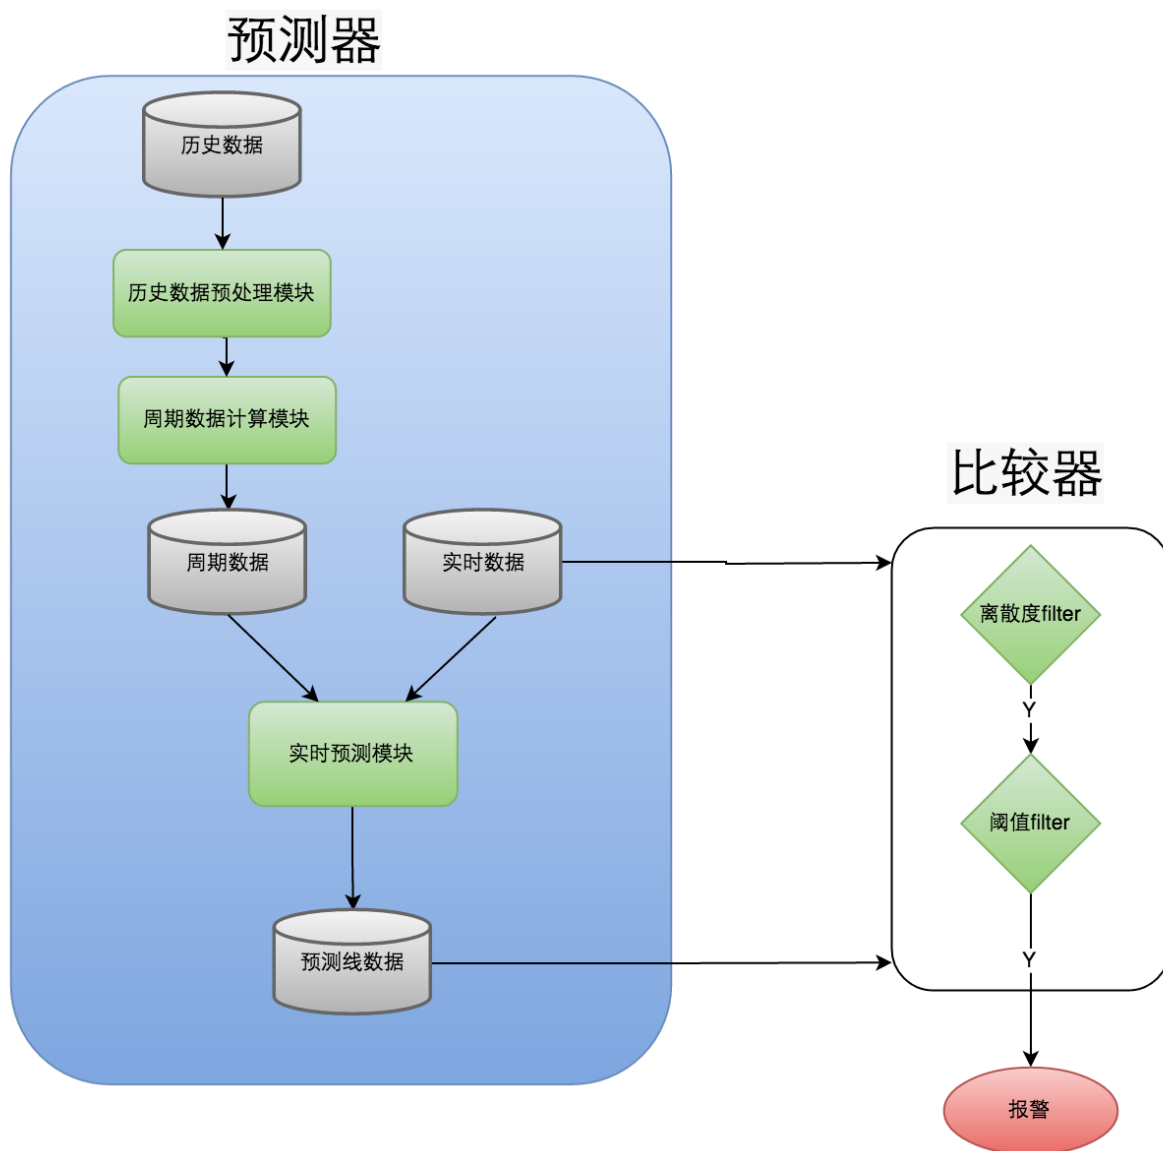 预测器
历史数据
历史数据预处理模块
周期数据计算模块
周期数据
实时数据
实时预测模块
预测线数据
比较器
离散度filter
Y
阈值filter
Y
报警